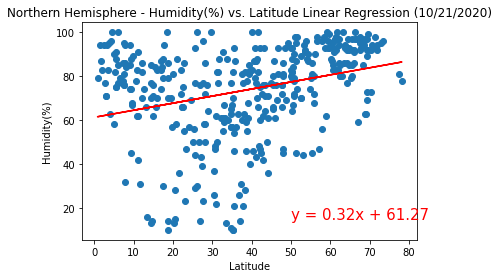 Northern Hemisphere - Humidity(%) vs. Latitude Linear Regression (10/21/2020)
100
80
60
40
20
Humidity(%)
y = 0.32x + 61.27
0 10 20 30 40 50 60 70 80
Latitude